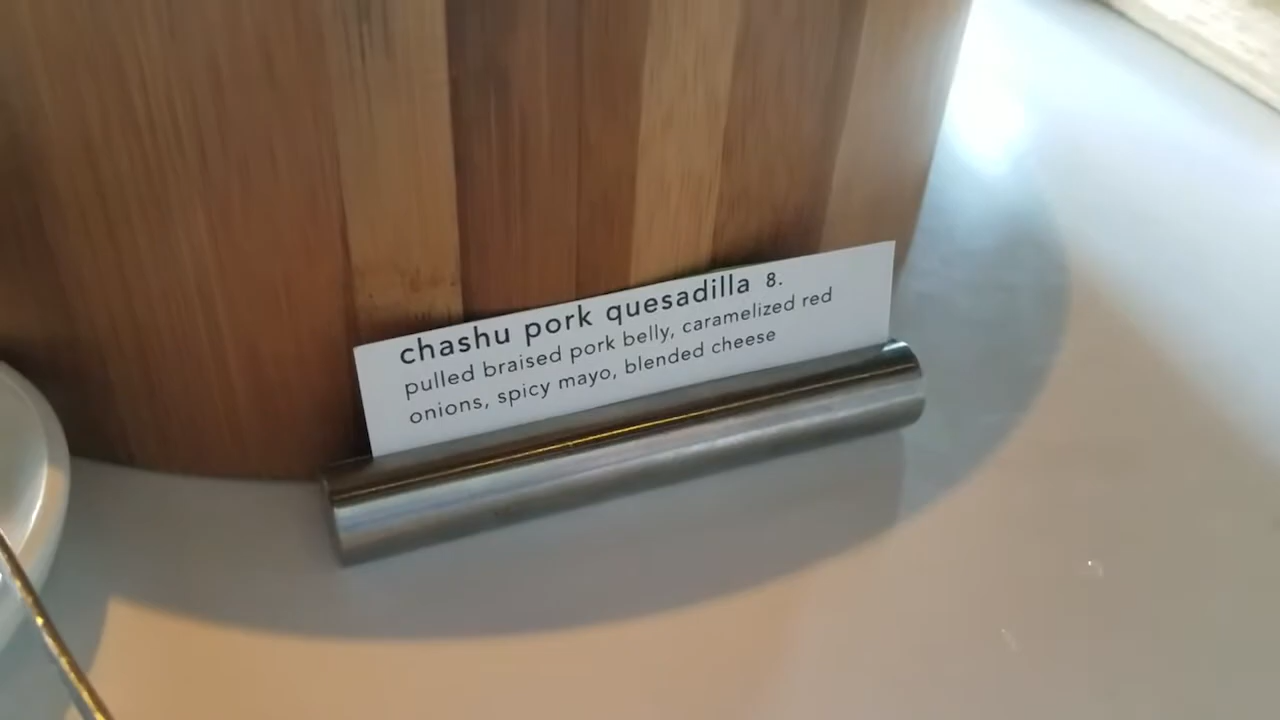 chashu pork quesadilla 8.
pulled braised pork belly, caramelized red
onions, spicy mayo, blended cheese